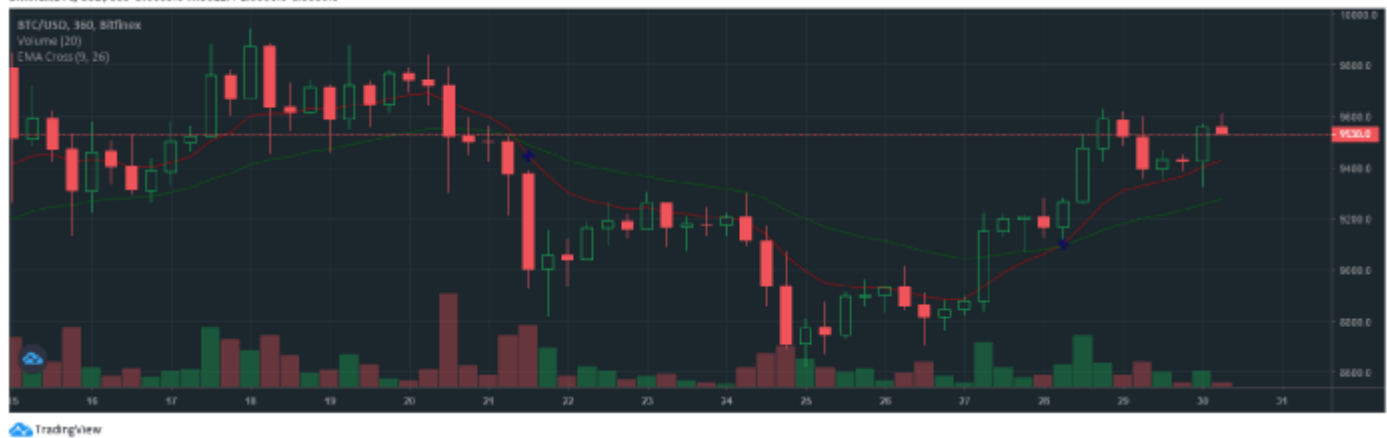 BTC/USD, 360, Bitfinex
Volume (20)
EMA Cross (9, 26)
10000.0
9800.0
9600.0
9530.0
9400.0
9200.0
9000.0
8800.0
8600.0
15 16 17 18 19 20 21 22 23 24 25 26 27 28 29 30 31
TradingView